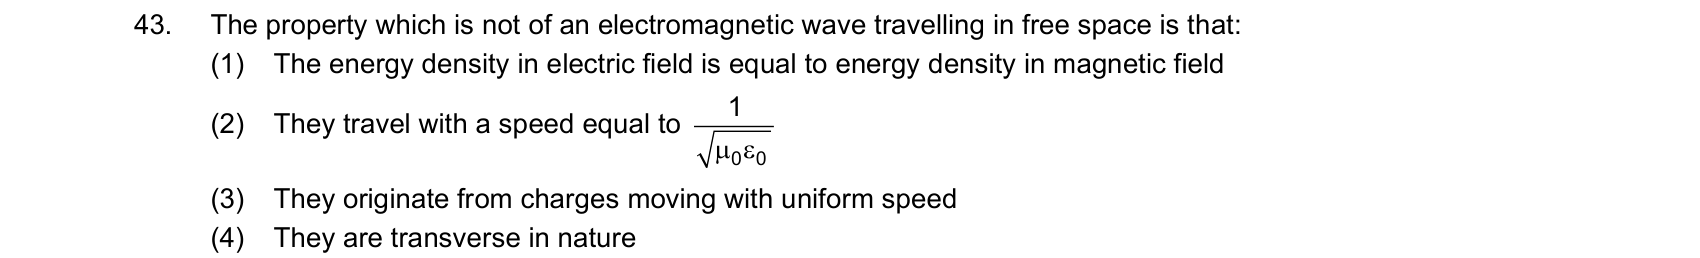 43. The property which is not of an electromagnetic wave travelling in free space is that:
(1) The energy density in electric field is equal to energy density in magnetic field
(2) They travel with a speed equal to 1/√μ₀ε₀
(3) They originate from charges moving with uniform speed
(4) They are transverse in nature